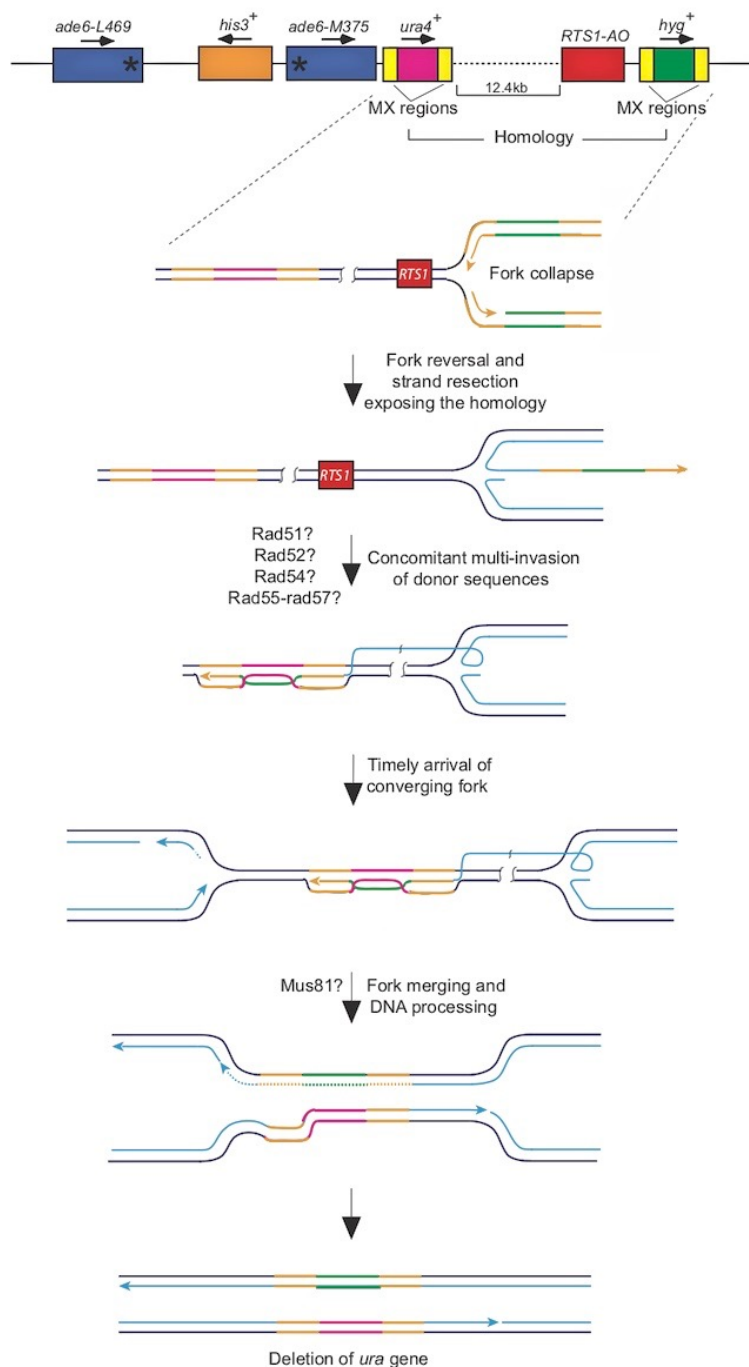 ade6-L469 his3+ ade6-M375 ura4+ RTS1-AO hyg+
* *
12.4kb
MX regions MX regions
Homology
RTS1 Fork collapse
Fork reversal and
strand resection
exposing the homology
RTS1
Rad51?
Rad52?
Rad54?
Rad55-rad57?
Concomitant multi-invasion
of donor sequences
Timely arrival of
converging fork
Mus81?
Fork merging and
DNA processing
Deletion of ura gene